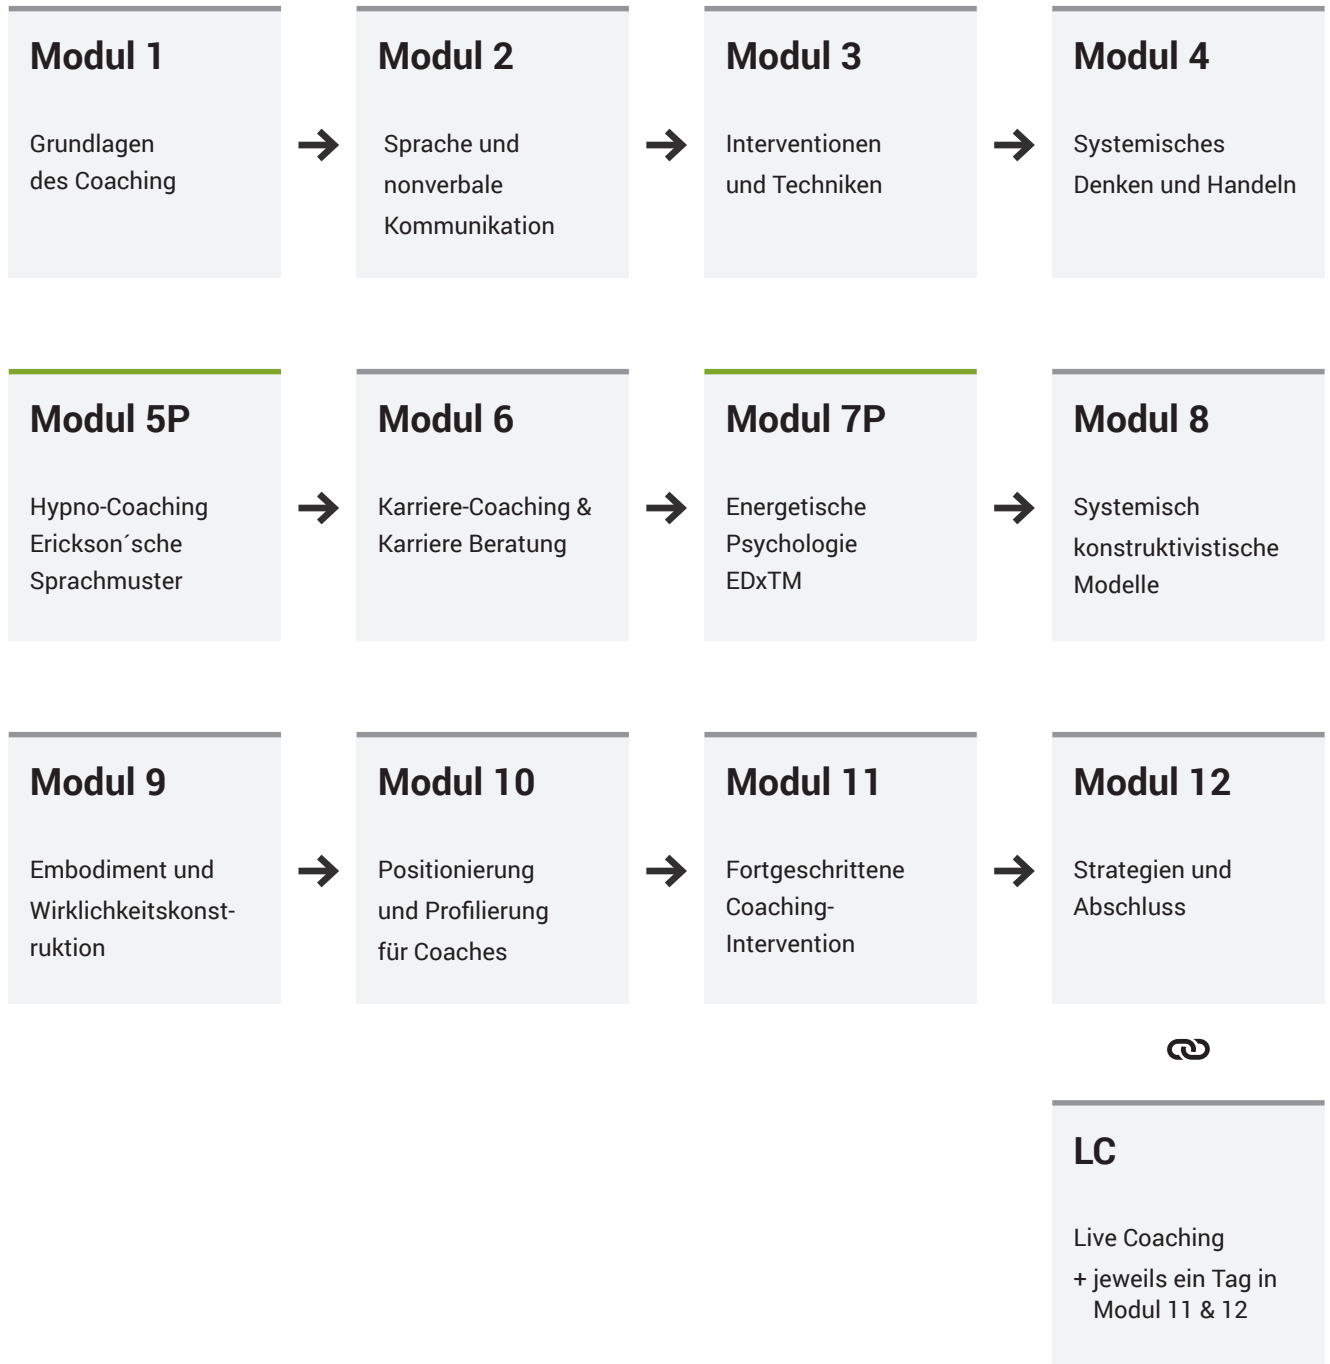 Modul 1
Grundlagen
des Coaching
Modul 2
Sprache und
nonverbale
Kommunikation
Modul 3
Interventionen
und Techniken
Modul 4
Systemisches
Denken und Handeln
Modul 5P
Hypno-Coaching
Erickson´sche
Sprachmuster
Modul 6
Karriere-Coaching &
Karriere Beratung
Modul 7P
Energetische
Psychologie
EDxTM
Modul 8
Systemisch
konstruktivistische
Modelle
Modul 9
Embodiment und
Wirklichkeitskonst-
ruktion
Modul 10
Positionierung
und Profilierung
für Coaches
Modul 11
Fortgeschrittene
Coaching-
Intervention
Modul 12
Strategien und
Abschluss
LC
Live Coaching
+ jeweils ein Tag in
Modul 11 & 12